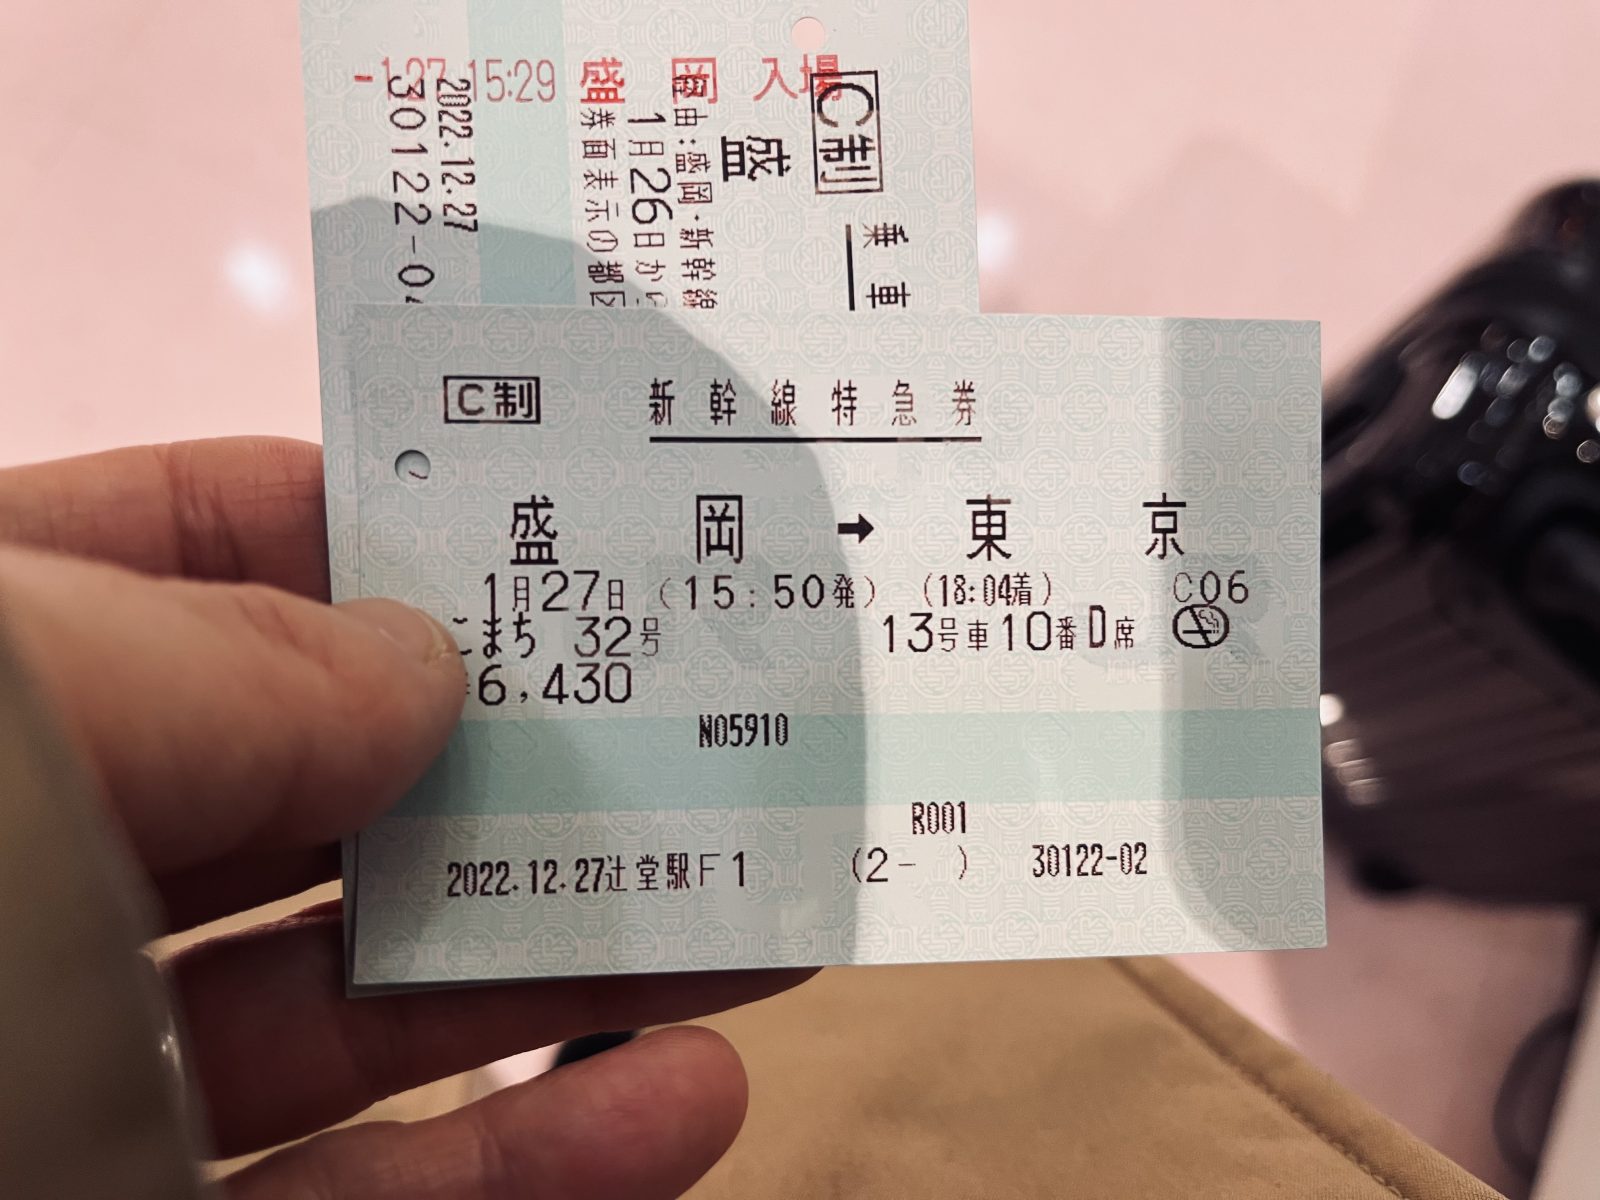 -1.27 15:29 盛岡 入場
C制
乗車
盛
経由:盛岡・新幹線
1月26日から
券面表示の都区
2022.12.27
30122-04
C制 新幹線特急券
盛岡 → 東京
1月27日 (15:50発) (18:04着) C06
こまち 32号 13号車10番D席
¥6,430
N05910
R001
2022.12.27辻堂駅F1 (2- ) 30122-02